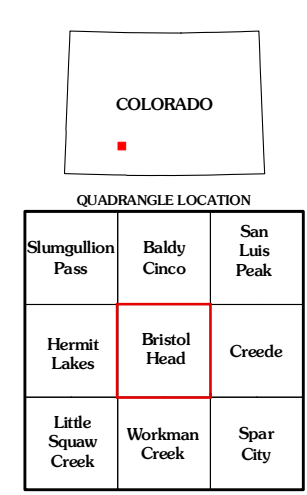 COLORADO
QUADRANGLE LOCATION
Slumgullion
Pass
Baldy
Cinco
San
Luis
Peak
Hermit
Lakes
Bristol
Head
Creede
Little
Squaw
Creek
Workman
Creek
Spar
City